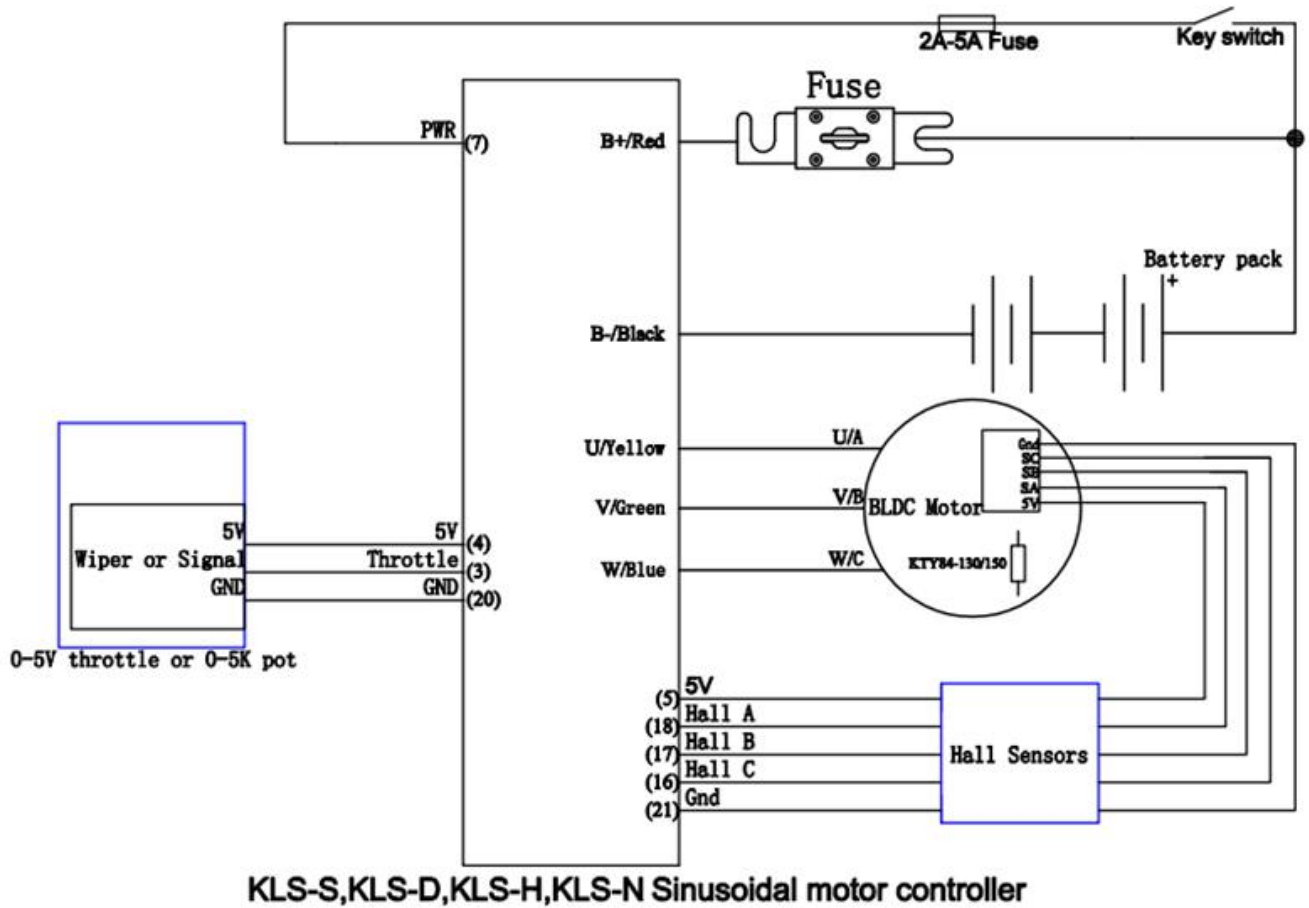 2A-5A Fuse
Key switch
Fuse
PWR
(7)
B+/Red
Battery pack
+
B-/Black
U/Yellow
U/A
Gnd
SC
SB
SA
5V
V/Green
V/B
BLDC Motor
W/Blue
W/C
KTY84-130/150
5V
5V
(4)
Wiper or Signal
Throttle
(3)
GND
GND
(20)
0-5V throttle or 0-5K pot
(5)
5V
(18)
Hall A
(17)
Hall B
(16)
Hall C
(21)
Gnd
Hall Sensors
KLS-S,KLS-D,KLS-H,KLS-N Sinusoidal motor controller